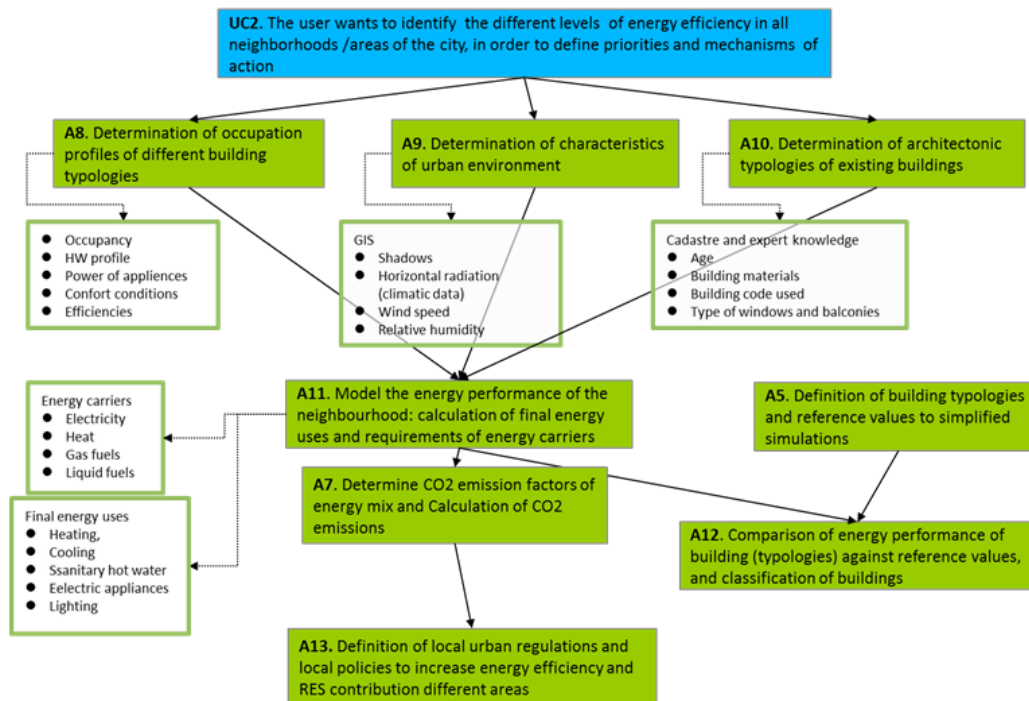 UC2. The user wants to identify the different levels of energy efficiency in all
neighborhoods /areas of the city, in order to define priorities and mechanisms of
action
A8. Determination of occupation
profiles of different building
typologies
A9. Determination of characteristics
of urban environment
A10. Determination of architectonic
typologies of existing buildings
● Occupancy
● HW profile
● Power of appliences
● Confort conditions
● Efficiencies
GIS
● Shadows
● Horizontal radiation
(climatic data)
● Wind speed
● Relative humidity
Cadastre and expert knowledge
● Age
● Building materials
● Building code used
● Type of windows and balconies
Energy carriers
● Electricity
● Heat
● Gas fuels
● Liquid fuels
A11. Model the energy performance of the
neighbourhood: calculation of final energy
uses and requirements of energy carriers
A5. Definition of building typologies
and reference values to simplified
simulations
Final energy uses
● Heating,
● Cooling
● Ssanitary hot water
● Eelectric appliances
● Lighting
A7. Determine CO2 emission factors of
energy mix and Calculation of CO2
emissions
A12. Comparison of energy performance of
building (typologies) against reference values,
and classification of buildings
A13. Definition of local urban regulations and
local policies to increase energy efficiency and
RES contribution different areas